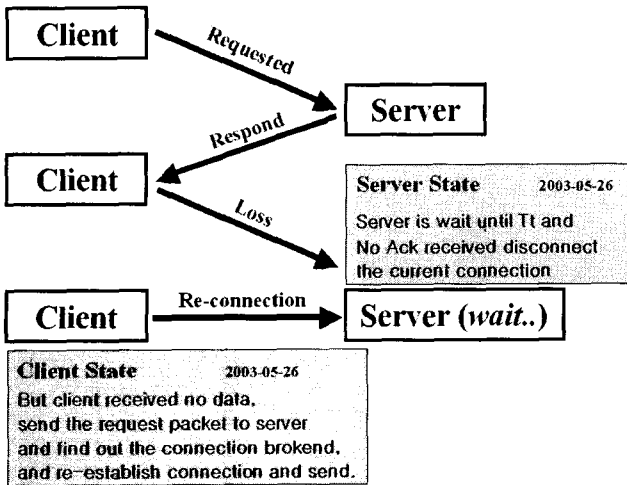 Client
Requested
Server
Respond
Client
Loss
Server State 2003-05-26
Server is wait until Tt and
No Ack received disconnect
the current connection
Client
Re-connection
Server (wait..)
Client State 2003-05-26
But client received no data,
send the request packet to server
and find out the connection brokend,
and re-establish connection and send.